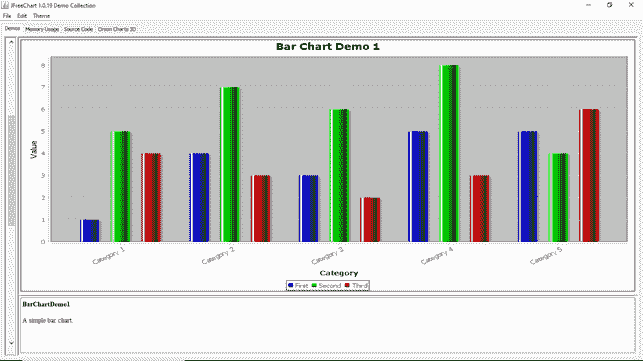 JFreeChart 1.0.19 Demo Collection
File Edit Theme
Demos Memory Usage Source Code Orson Charts 3D
Bar Chart Demo 1
8
7
6
5
4
3
2
1
0
Value
Category 1 Category 2 Category 3 Category 4 Category 5
Category
First Second Third
BarChartDemo1
A simple bar chart.